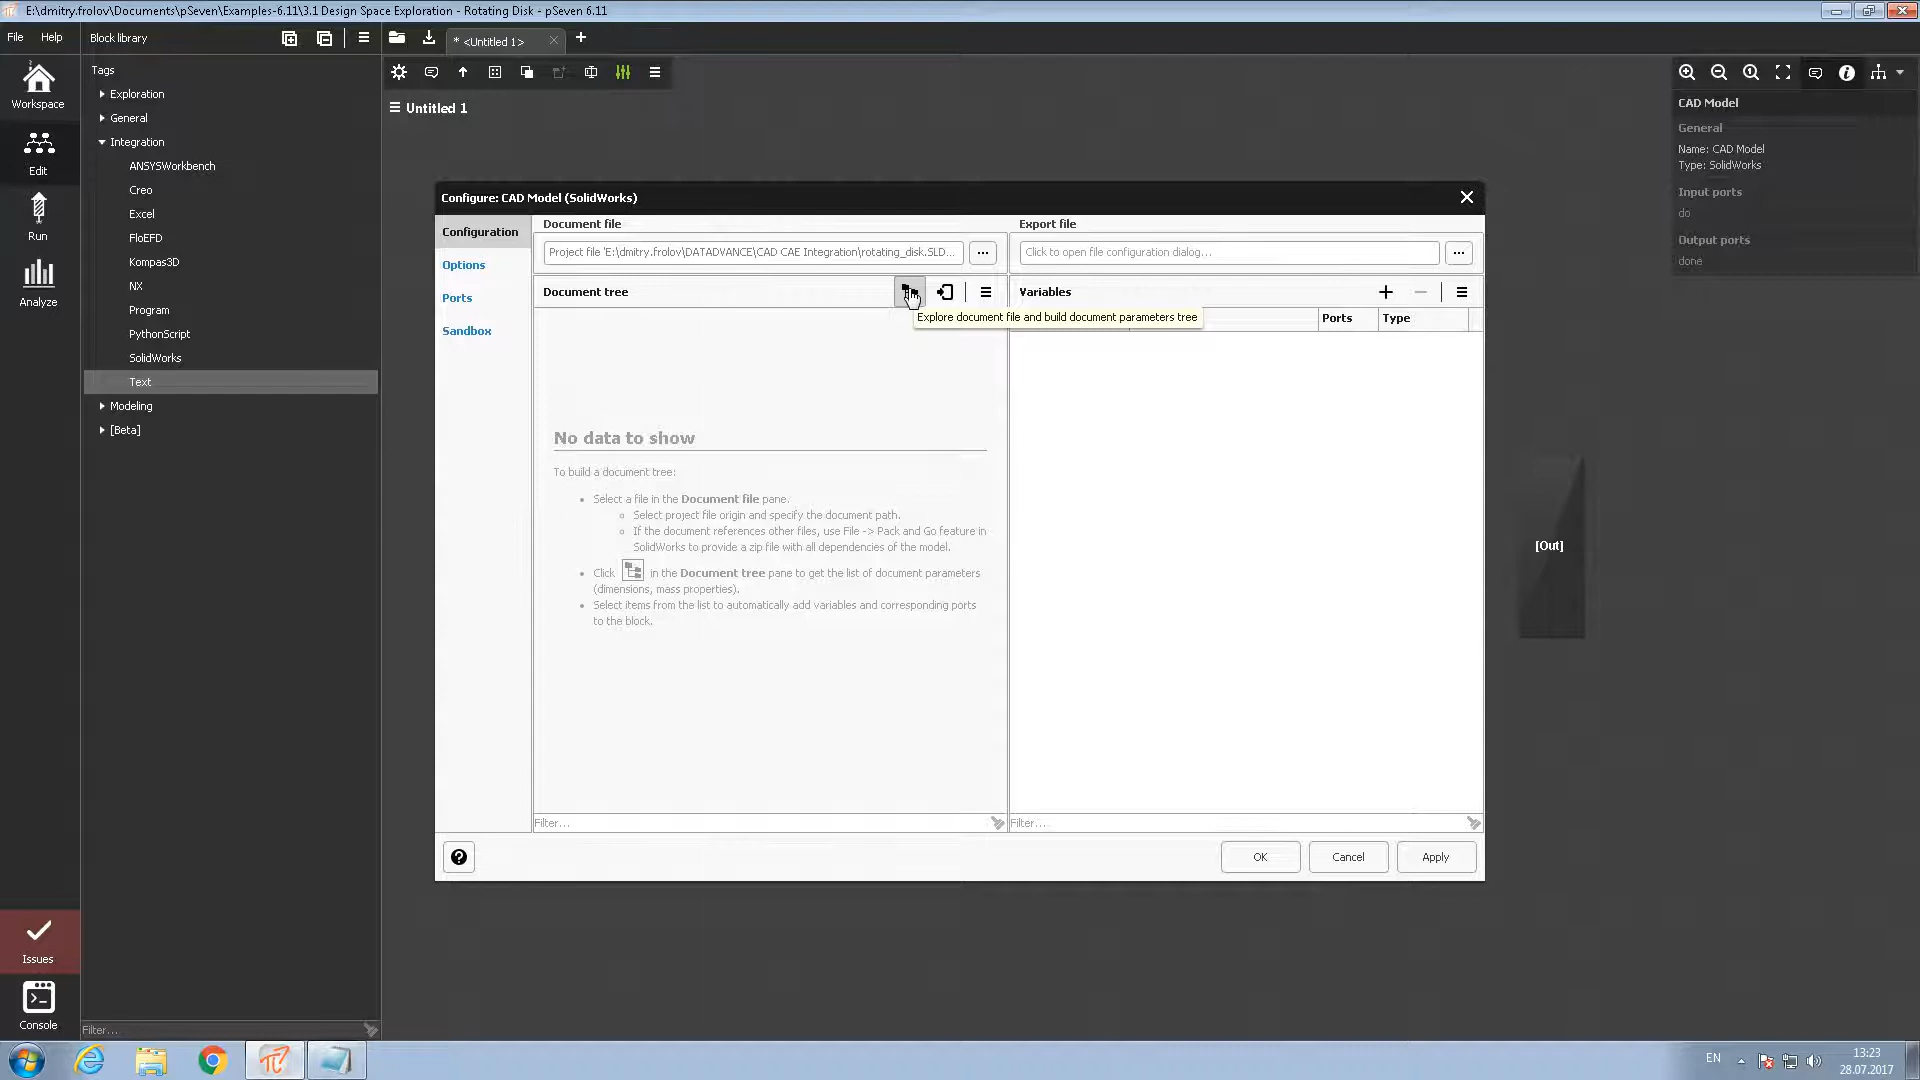 E:\dmitry.frolov\Documents\pSeven\Examples-6.11\3.1 Design Space Exploration - Rotating Disk - pSeven 6.11
File
Help
Block library
* <Untitled 1>
Workspace
Edit
Run
Analyze
Issues
Console
Tags
Exploration
General
Integration
ANSYSWorkbench
Creo
Excel
FloEFD
Kompas3D
NX
Program
PythonScript
SolidWorks
Text
Modeling
[Beta]
Filter...
Untitled 1
Configure: CAD Model (SolidWorks)
Configuration
Options
Ports
Sandbox
Document file
Project file 'E:\dmitry.frolov\DATADVANCE\CAD CAE Integration\rotating_disk.SLD...
Export file
Click to open file configuration dialog...
Document tree
Variables
Explore document file and build document parameters tree
Ports
Type
No data to show
To build a document tree:
Select a file in the Document file pane.
Select project file origin and specify the document path.
If the document references other files, use File -> Pack and Go feature in
SolidWorks to provide a zip file with all dependencies of the model.
Click in the Document tree pane to get the list of document parameters
(dimensions, mass properties).
Select items from the list to automatically add variables and corresponding ports
to the block.
Filter...
Filter...
OK
Cancel
Apply
[Out]
CAD Model
General
Name: CAD Model
Type: SolidWorks
Input ports
do
Output ports
done
EN
13:23
28.07.2017